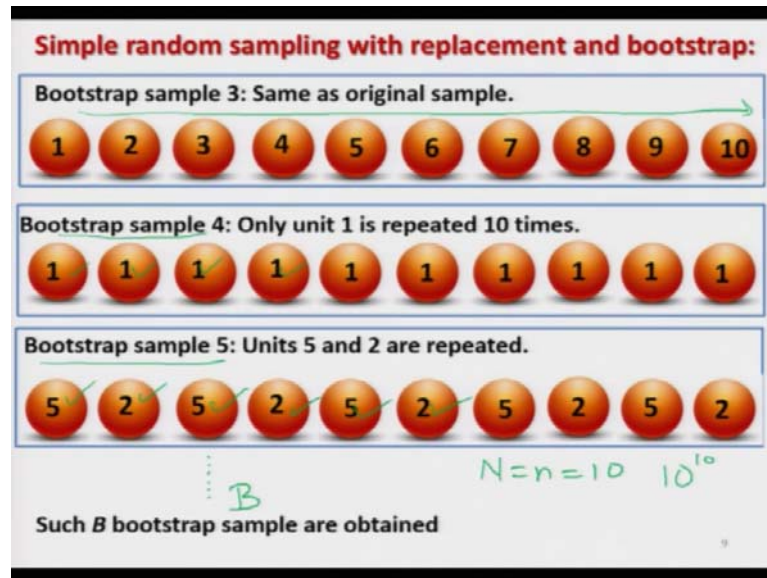 Simple random sampling with replacement and bootstrap:
Bootstrap sample 3: Same as original sample.
1 2 3 4 5 6 7 8 9 10
Bootstrap sample 4: Only unit 1 is repeated 10 times.
1 1 1 1 1 1 1 1 1 1
Bootstrap sample 5: Units 5 and 2 are repeated.
5 2 5 2 5 2 5 2 5 2
N=n=10 10^10
B
Such B bootstrap sample are obtained
9